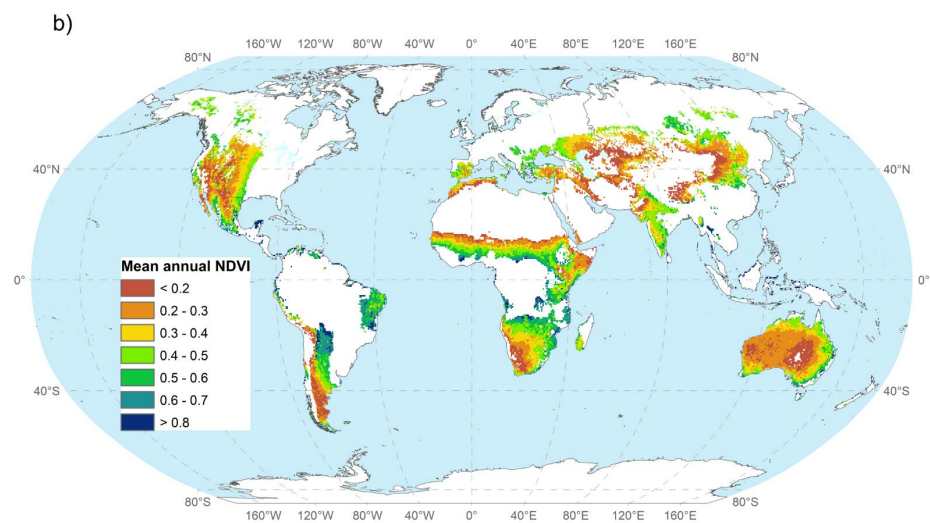 b)
160°W 120°W 80°W 40°W 0° 40°E 80°E 120°E 160°E
80°N 80°N
40°N 40°N
Mean annual NDVI
< 0.2
0° 0°
0.2 - 0.3
0.3 - 0.4
0.4 - 0.5
0.5 - 0.6
0.6 - 0.7
> 0.8
40°S 40°S
80°S 80°S
160°W 120°W 80°W 40°W 0° 40°E 80°E 120°E 160°E